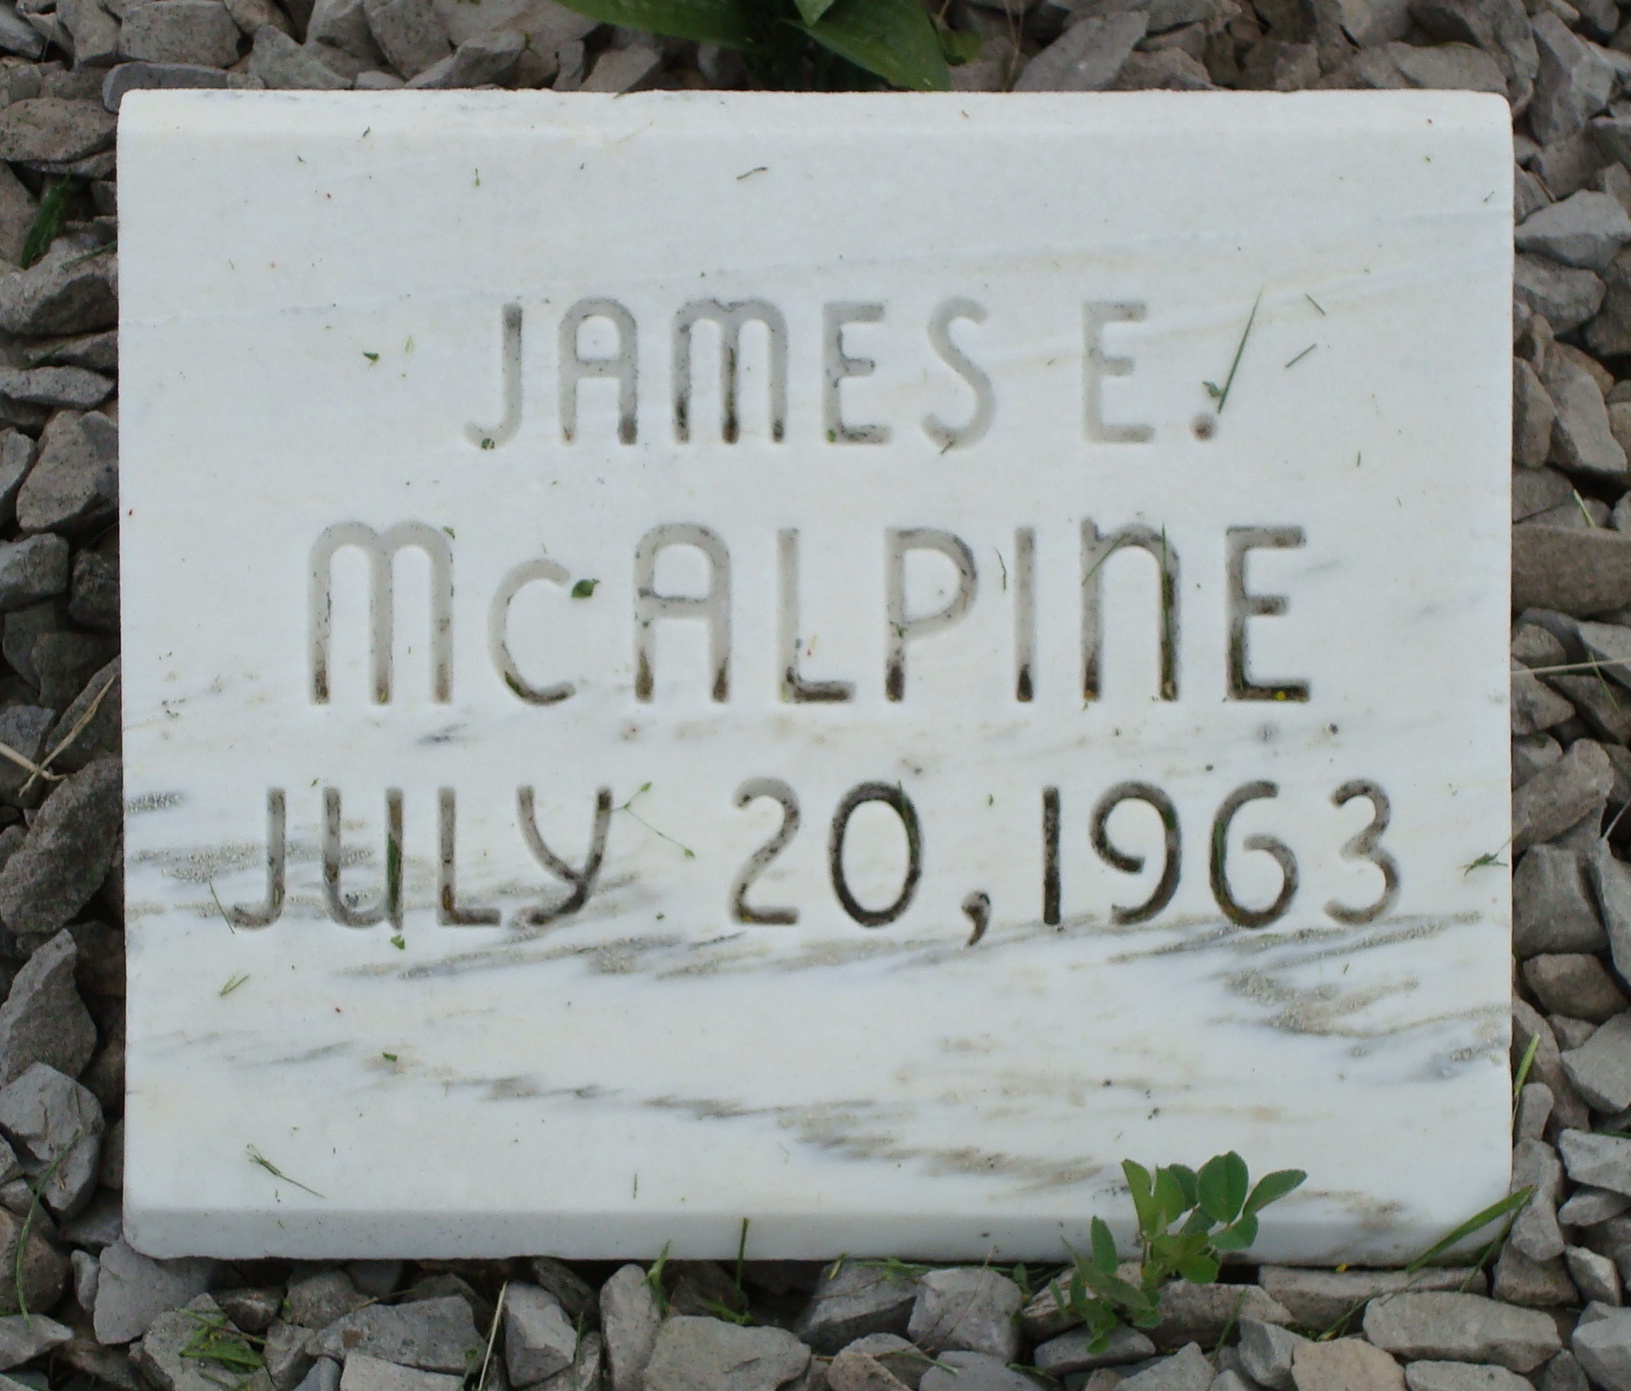 JAMES E.
McALPINE
JULY 20, 1963